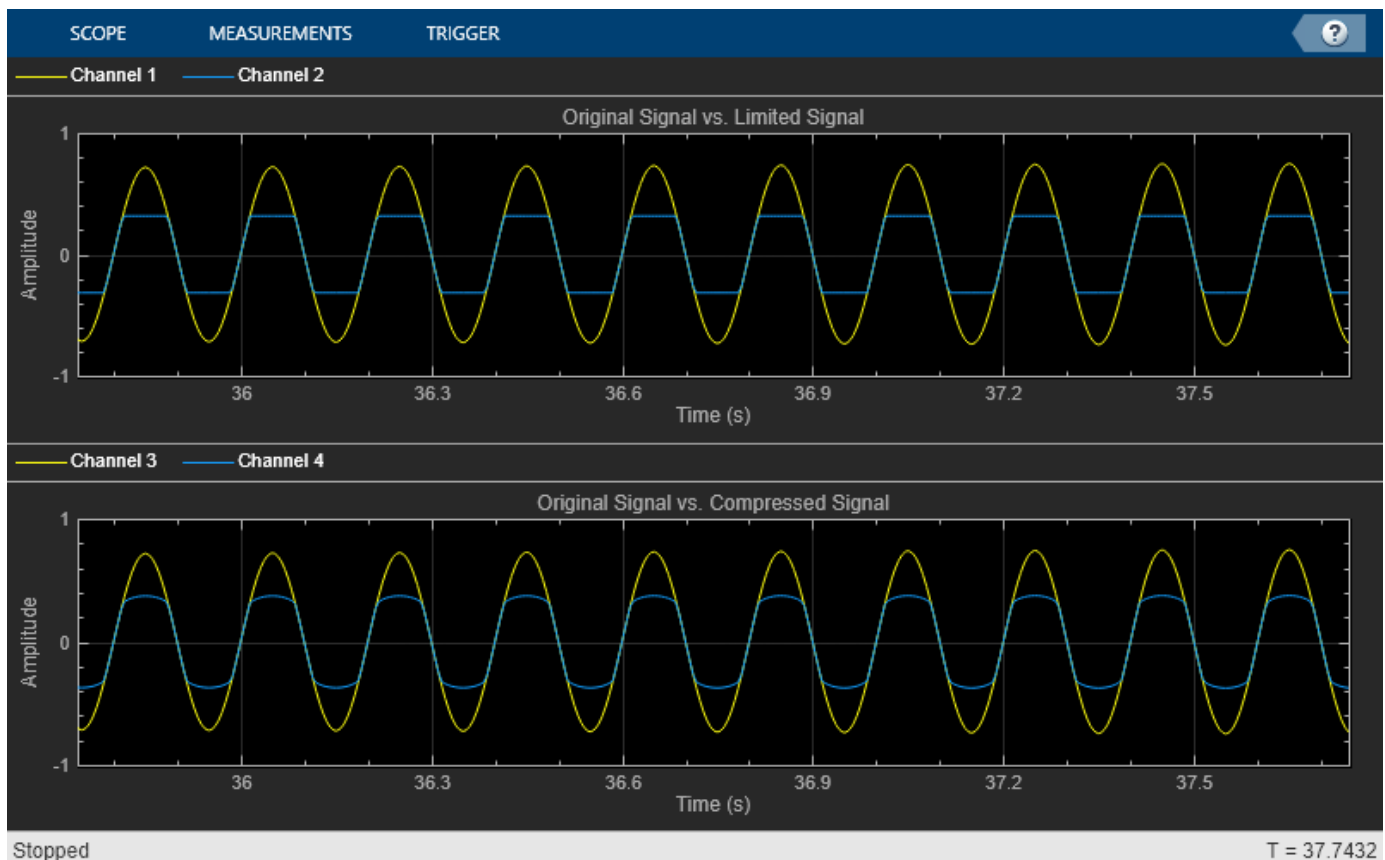 SCOPE MEASUREMENTS TRIGGER ?
Channel 1 Channel 2
Original Signal vs. Limited Signal
1
0
-1
Amplitude
36 36.3 36.6 36.9 37.2 37.5
Time (s)
Channel 3 Channel 4
Original Signal vs. Compressed Signal
1
0
-1
Amplitude
36 36.3 36.6 36.9 37.2 37.5
Time (s)
Stopped T = 37.7432